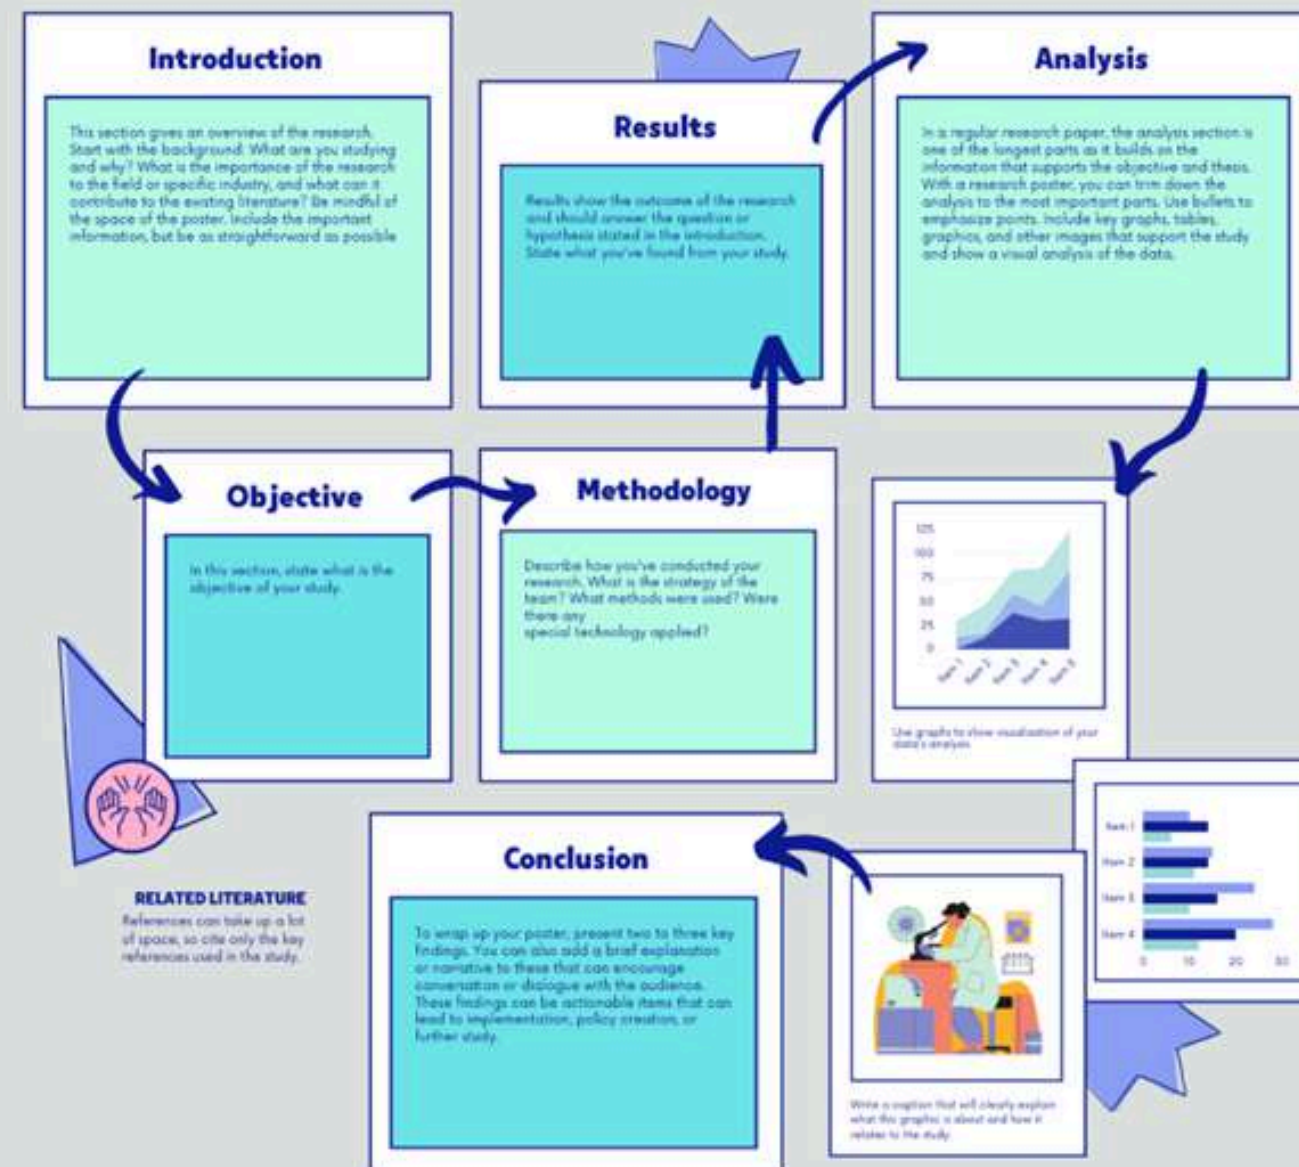 Introduction
This section gives an overview of the research.
Start with the background. What are you studying
and why? What is the importance of the research
to the field or specific industry, and what can it
contribute to the existing literature? Be mindful of
the space of the poster. Include the important
information, but be as straightforward as possible
Objective
In this section, state what is the
objective of your study.
Methodology
Describe how you've conducted your
research. What is the strategy of the
team? What methods were used? Were
there any
special technology applied?
Results
Results show the outcome of the research
and should answer the question or
hypothesis stated in the introduction.
State what you've found from your study.
Analysis
In a regular research paper, the analysis section is
one of the longest parts as it builds on the
information that supports the objective and thesis.
With a research poster, you can trim down the
analysis to the most important parts. Use bullets to
emphasize points. Include key graphs, tables,
graphics, and other images that support the study
and show a visual analysis of the data.
125
100
75
50
25
0
Item 1
Item 2
Item 3
Item 4
Item 5
Use graphs to show visualization of your
data's analysis
Item 1
Item 2
Item 3
Item 4
0 10 20 30
Write a caption that will clearly explain
what this graphic is about and how it
relates to the study.
Conclusion
To wrap up your poster, present two to three key
findings. You can also add a brief explanation
or narrative to these that can encourage
conversation or dialogue with the audience.
These findings can be actionable items that can
lead to implementation, policy creation, or
further study.
RELATED LITERATURE
References can take up a lot
of space, so cite only the key
references used in the study.